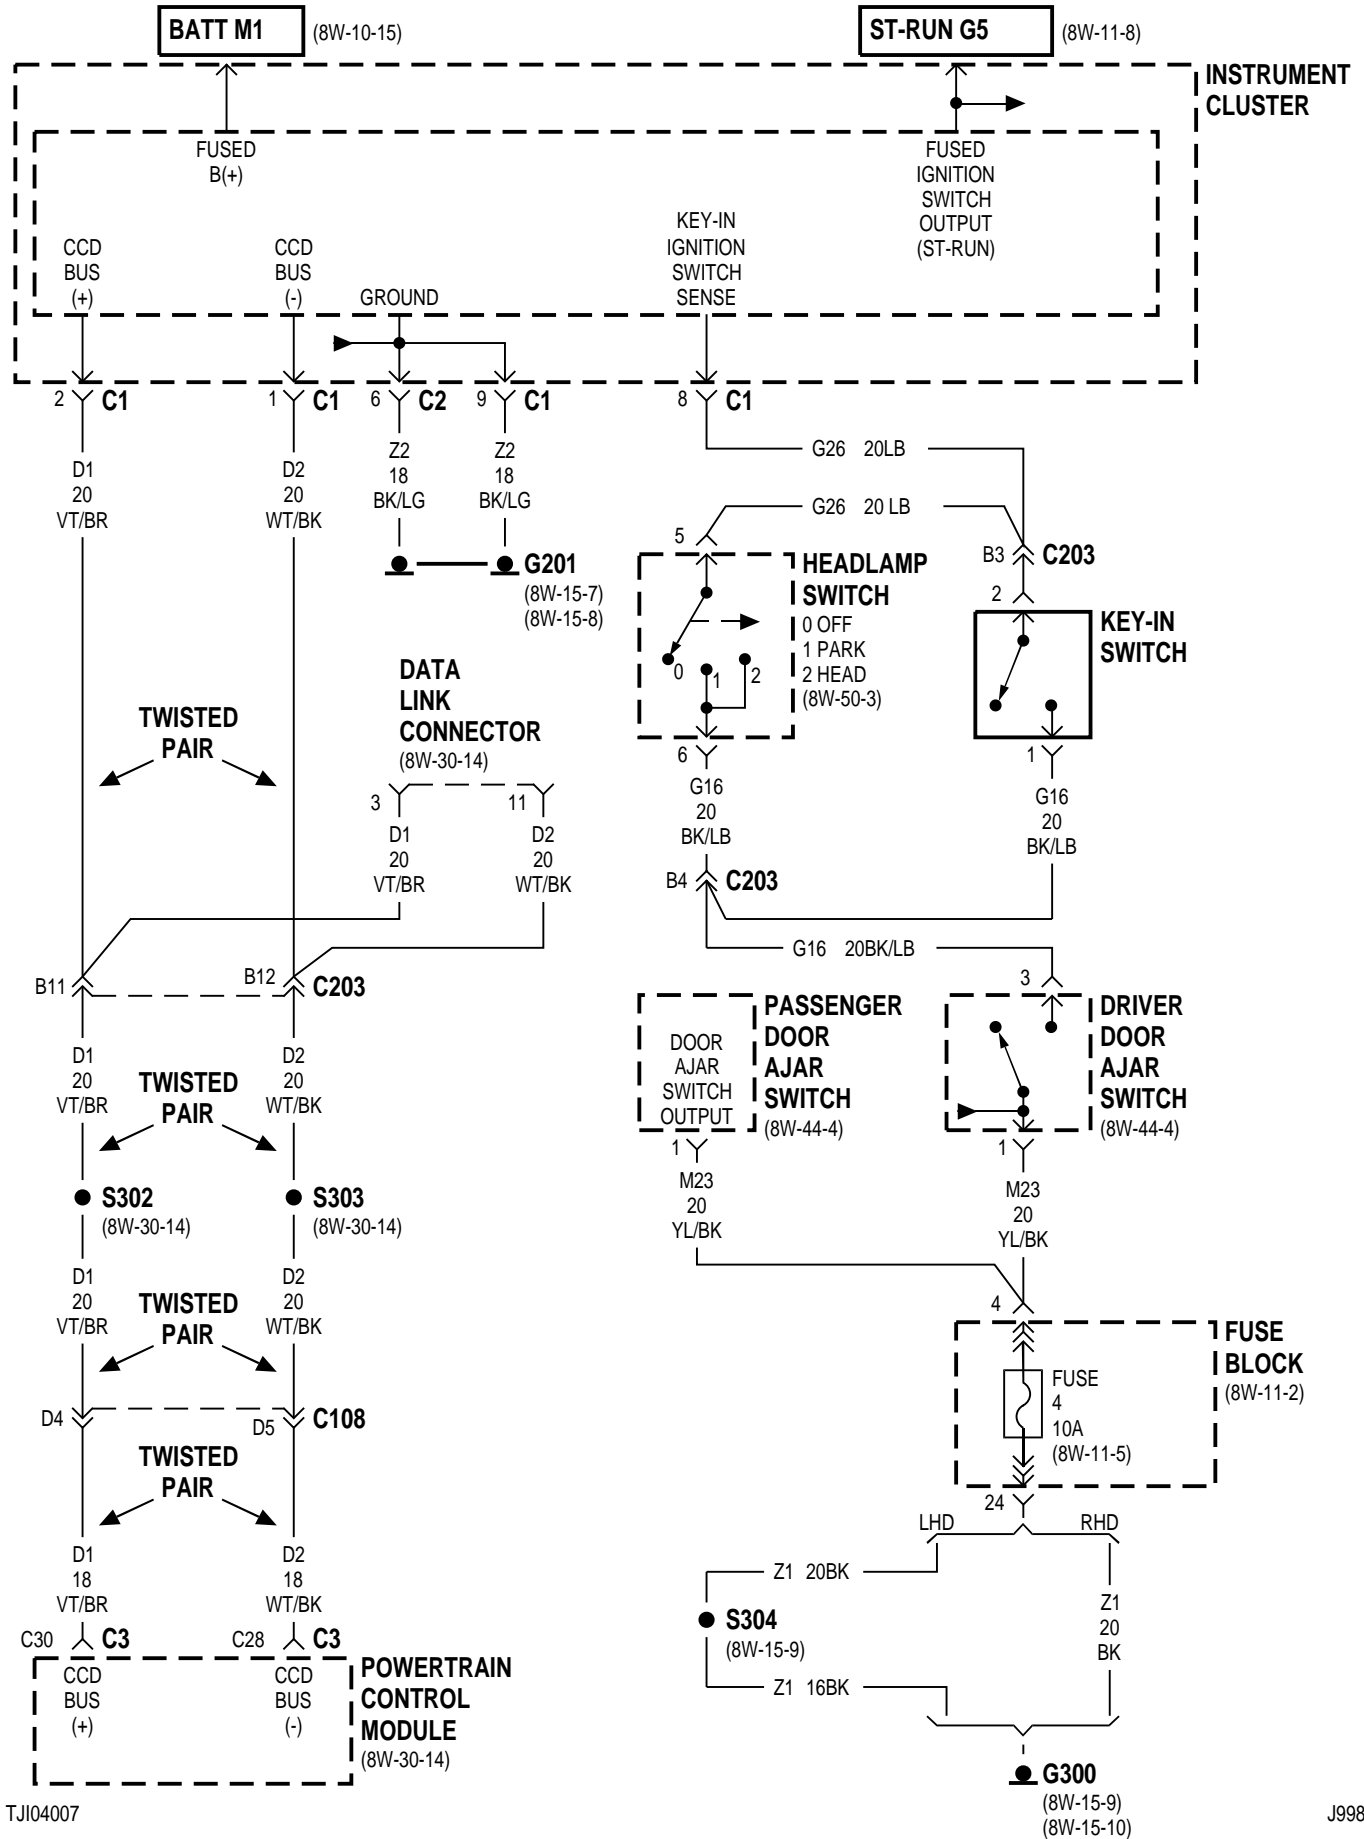 BATT M1 (8W-10-15)
ST-RUN G5 (8W-11-8)
INSTRUMENT
CLUSTER
FUSED
B(+)
FUSED
IGNITION
SWITCH
OUTPUT
(ST-RUN)
CCD
BUS
(+)
CCD
BUS
(-)
GROUND
KEY-IN
IGNITION
SWITCH
SENSE
2 C1
1 C1
6 C2
9 C1
8 C1
D1
20
VT/BR
D2
20
WT/BK
Z2
18
BK/LG
Z2
18
BK/LG
G201
(8W-15-7)
(8W-15-8)
G26 20LB
G26 20 LB
5
HEADLAMP
SWITCH
0 OFF
1 PARK
2 HEAD
(8W-50-3)
0
1
2
B3 C203
2
KEY-IN
SWITCH
DATA
LINK
CONNECTOR
(8W-30-14)
TWISTED
PAIR
3
11
D1
20
VT/BR
D2
20
WT/BK
6
G16
20
BK/LB
1
G16
20
BK/LB
B4 C203
G16 20BK/LB
B11
B12
C203
3
PASSENGER
DOOR
AJAR
SWITCH
(8W-44-4)
DOOR
AJAR
SWITCH
OUTPUT
DRIVER
DOOR
AJAR
SWITCH
(8W-44-4)
D1
20
VT/BR
TWISTED
PAIR
D2
20
WT/BK
1
M23
20
YL/BK
1
M23
20
YL/BK
S302
(8W-30-14)
S303
(8W-30-14)
D1
20
VT/BR
TWISTED
PAIR
D2
20
WT/BK
4
FUSE
BLOCK
(8W-11-2)
FUSE
4
10A
(8W-11-5)
D4
D5
C108
TWISTED
PAIR
24
LHD
RHD
D1
18
VT/BR
D2
18
WT/BK
Z1 20BK
S304
(8W-15-9)
Z1
20
BK
Z1 16BK
C30 C3
C28 C3
CCD
BUS
(+)
CCD
BUS
(-)
POWERTRAIN
CONTROL
MODULE
(8W-30-14)
G300
(8W-15-9)
(8W-15-10)
TJI04007
J998